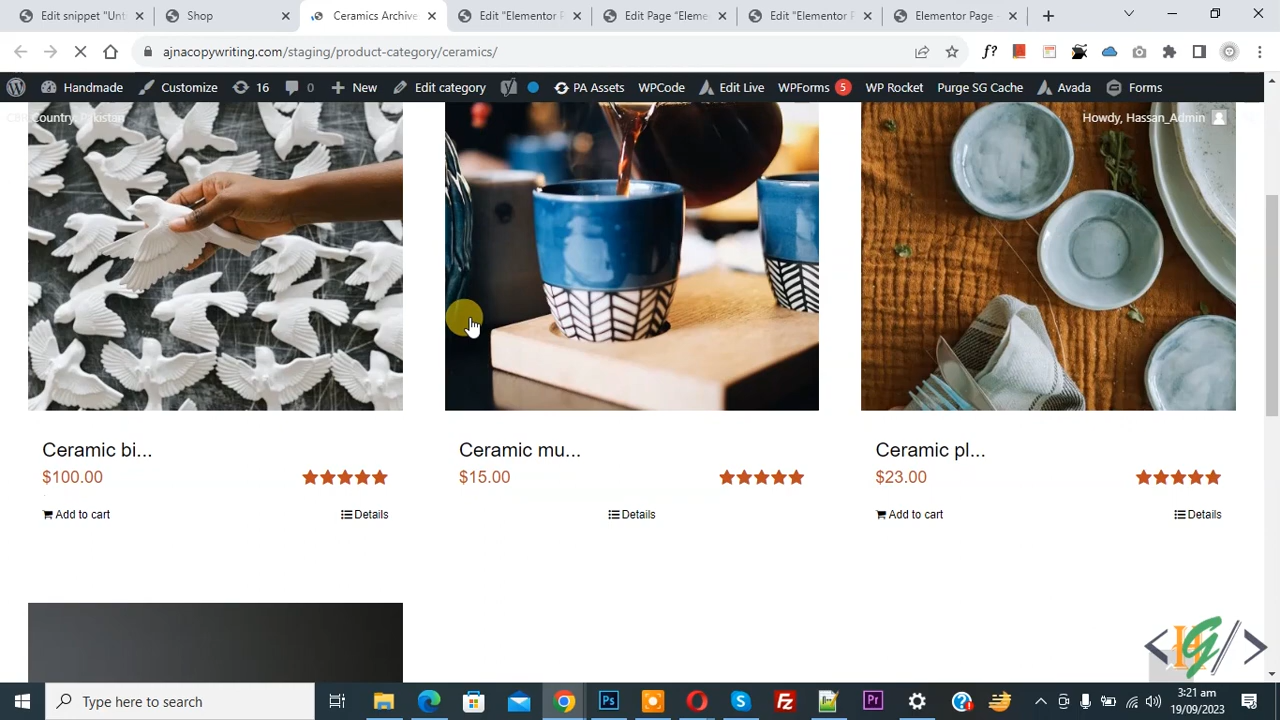 Edit snippet "Unt
Shop
Ceramics Archive
Edit "Elementor P
Edit Page "Eleme
Edit "Elementor P
Elementor Page -
ajnacopywriting.com/staging/product-category/ceramics/
f?
Handmade
Customize
16
0
New
Edit category
PA Assets
WPCode
Edit Live
WPForms 5
WP Rocket
Purge SG Cache
Avada
Forms
CBR Country: Pakistan
Howdy, Hassan_Admin
Ceramic bi...
$100.00
Add to cart
Details
Ceramic mu...
$15.00
Details
Ceramic pl...
$23.00
Add to cart
Details
Type here to search
3:21 am
19/09/2023